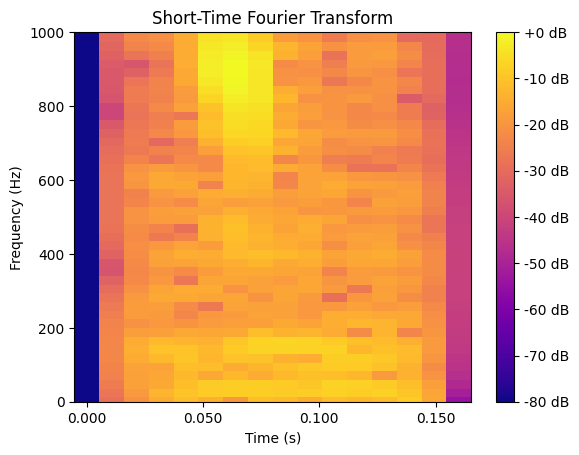 Short-Time Fourier Transform
Frequency (Hz)
1000
800
600
400
200
0
0.000
0.050
0.100
0.150
Time (s)
+0 dB
-10 dB
-20 dB
-30 dB
-40 dB
-50 dB
-60 dB
-70 dB
-80 dB